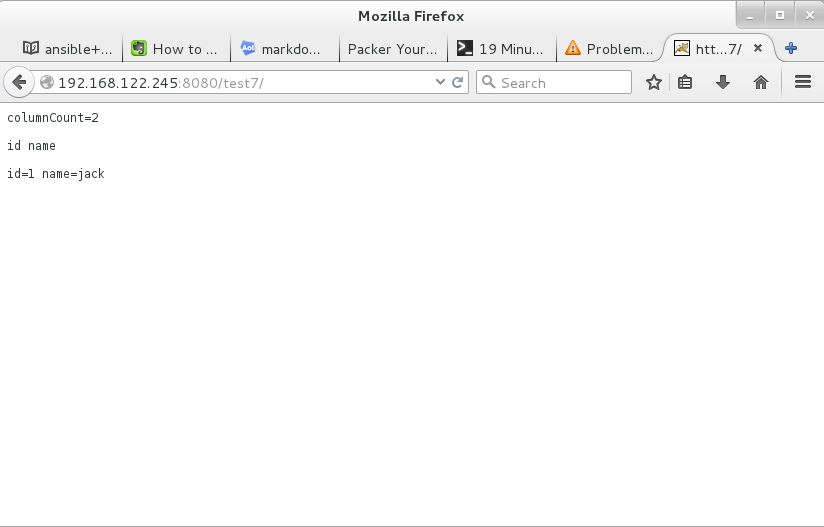 Mozilla Firefox
ansible+...
How to ...
markdo...
Packer Your...
19 Minu...
Problem...
htt...7/
192.168.122.245:8080/test7/
Search
columnCount=2
id name
id=1 name=jack